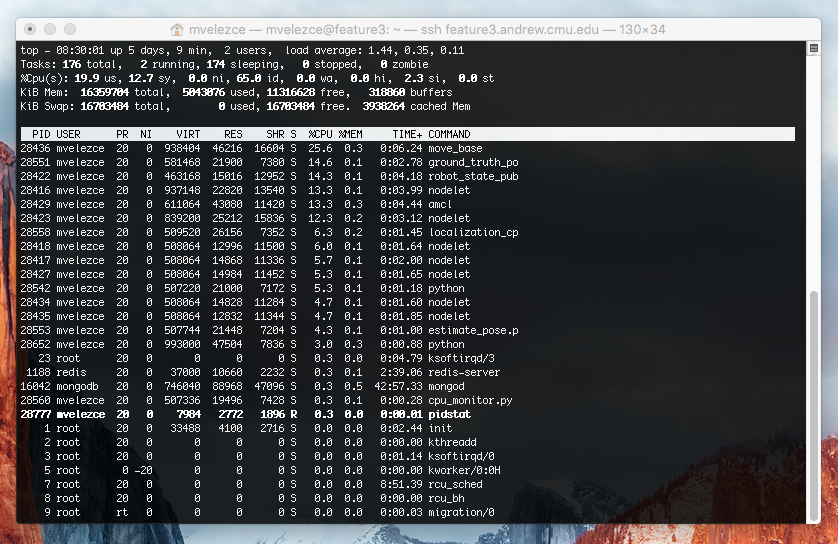 mvelezce — mvelezce@feature3: ~ — ssh feature3.andrew.cmu.edu — 130×34
top - 08:30:01 up 5 days, 9 min,  2 users,  load average: 1.44, 0.35, 0.11
Tasks: 176 total,   2 running, 174 sleeping,   0 stopped,   0 zombie
%Cpu(s): 19.9 us, 12.7 sy,  0.0 ni, 65.0 id,  0.0 wa,  0.0 hi,  2.3 si,  0.0 st
KiB Mem:  16359704 total,  5043076 used, 11316628 free,   318860 buffers
KiB Swap: 16703484 total,        0 used, 16703484 free.  3938264 cached Mem
PID USER      PR  NI    VIRT    RES    SHR S  %CPU %MEM     TIME+ COMMAND
28436 mvelezce  20   0  938404  46216  16604 S  25.6  0.3   0:06.24 move_base
28551 mvelezce  20   0  581468  21900   7380 S  14.6  0.1   0:02.78 ground_truth_po
28422 mvelezce  20   0  463168  15016  12952 S  14.3  0.1   0:04.18 robot_state_pub
28416 mvelezce  20   0  937148  22820  13540 S  13.3  0.1   0:03.99 nodelet
28429 mvelezce  20   0  611064  43080  11420 S  13.3  0.3   0:04.44 amcl
28423 mvelezce  20   0  839200  25212  15836 S  12.3  0.2   0:03.12 nodelet
28558 mvelezce  20   0  509520  26156   7352 S   6.3  0.2   0:01.45 localization_cp
28418 mvelezce  20   0  508064  12996  11500 S   6.0  0.1   0:01.64 nodelet
28417 mvelezce  20   0  508064  14868  11336 S   5.7  0.1   0:02.00 nodelet
28427 mvelezce  20   0  508064  14984  11452 S   5.3  0.1   0:01.65 nodelet
28542 mvelezce  20   0  507220  21000   7172 S   5.3  0.1   0:01.18 python
28434 mvelezce  20   0  508064  14828  11284 S   4.7  0.1   0:01.60 nodelet
28435 mvelezce  20   0  508064  12832  11344 S   4.7  0.1   0:01.85 nodelet
28553 mvelezce  20   0  507744  21448   7204 S   4.3  0.1   0:01.00 estimate_pose.p
28652 mvelezce  20   0  993000  47504   7836 S   3.0  0.3   0:00.88 python
23 root      20   0       0      0      0 S   0.3  0.0   0:04.79 ksoftirqd/3
1188 redis     20   0   37000  10660   2232 S   0.3  0.1   2:39.06 redis-server
16042 mongodb   20   0  746040  88968  47096 S   0.3  0.5  42:57.33 mongod
28560 mvelezce  20   0  507336  19496   7428 S   0.3  0.1   0:00.28 cpu_monitor.py
28777 mvelezce  20   0    7984   2772   1896 R   0.3  0.0   0:00.01 pidstat
1 root      20   0   33488   4100   2716 S   0.0  0.0   0:02.44 init
2 root      20   0       0      0      0 S   0.0  0.0   0:00.00 kthreadd
3 root      20   0       0      0      0 S   0.0  0.0   0:01.14 ksoftirqd/0
5 root       0 -20       0      0      0 S   0.0  0.0   0:00.00 kworker/0:0H
7 root      20   0       0      0      0 S   0.0  0.0   8:51.39 rcu_sched
8 root      20   0       0      0      0 S   0.0  0.0   0:00.00 rcu_bh
9 root      rt   0       0      0      0 S   0.0  0.0   0:00.03 migration/0